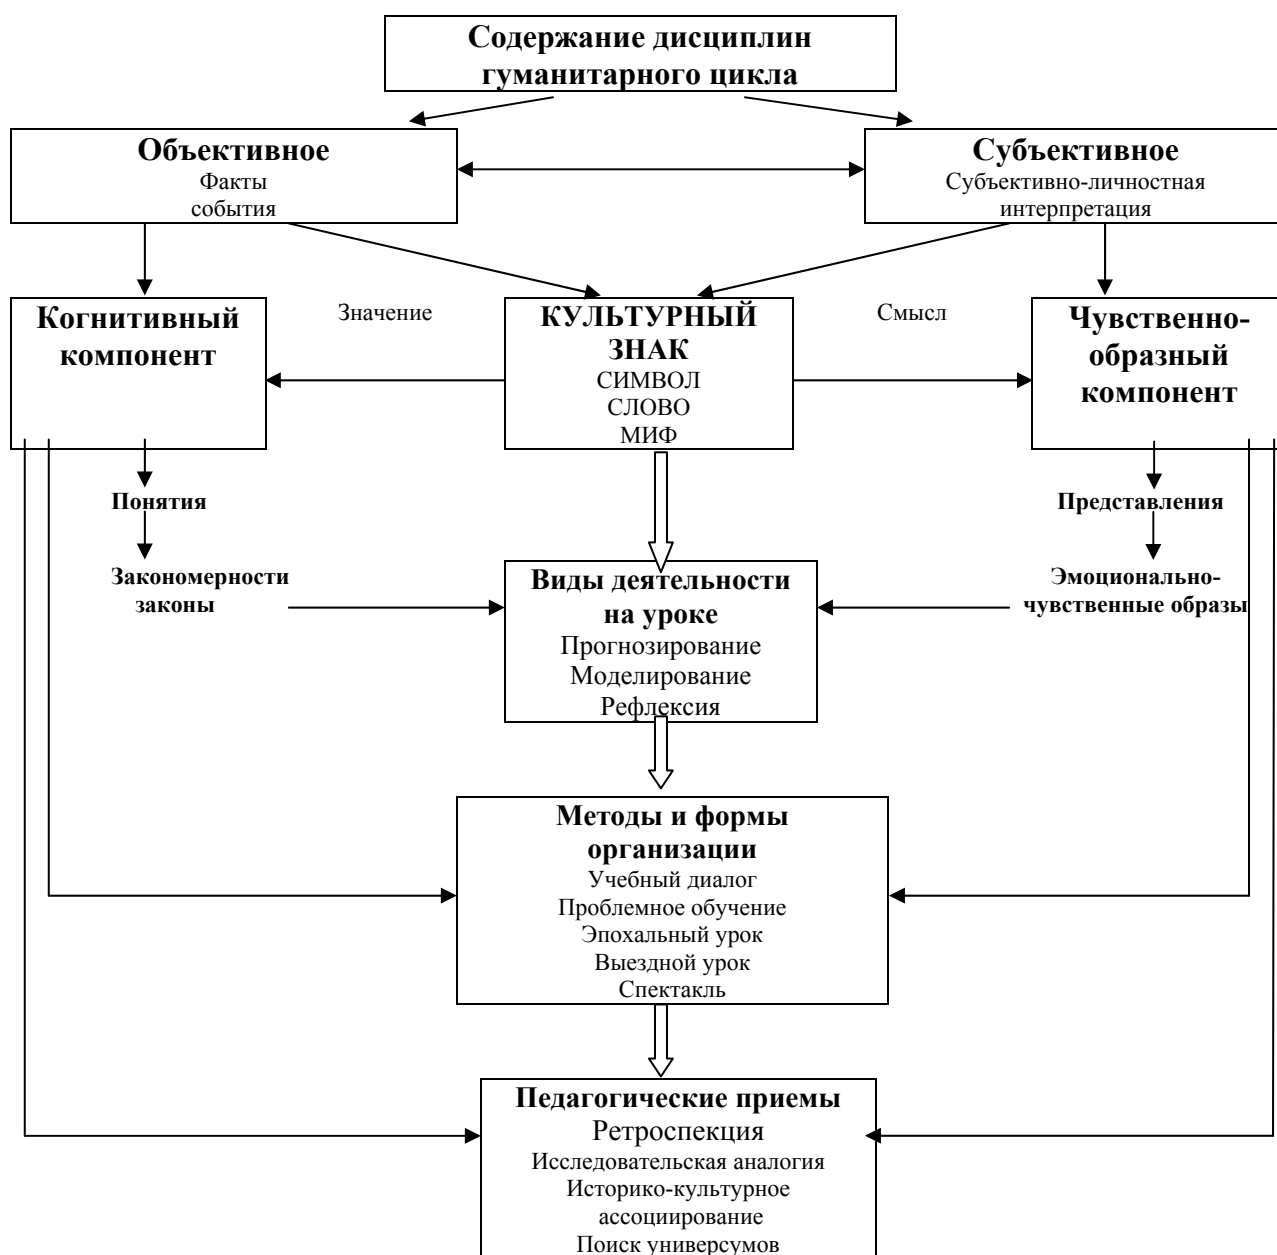 Содержание дисциплин
гуманитарного цикла
Объективное
Факты
события
Субъективное
Субъективно-личностная
интерпретация
Когнитивный
компонент
Значение
КУЛЬТУРНЫЙ
ЗНАК
СИМВОЛ
СЛОВО
МИФ
Смысл
Чувственно-
образный
компонент
Понятия
Закономерности
законы
Представления
Эмоционально-
чувственные образы
Виды деятельности
на уроке
Прогнозирование
Моделирование
Рефлексия
Методы и формы
организации
Учебный диалог
Проблемное обучение
Эпохальный урок
Выездной урок
Спектакль
Педагогические приемы
Ретроспекция
Исследовательская аналогия
Историко-культурное
ассоциирование
Поиск универсумов